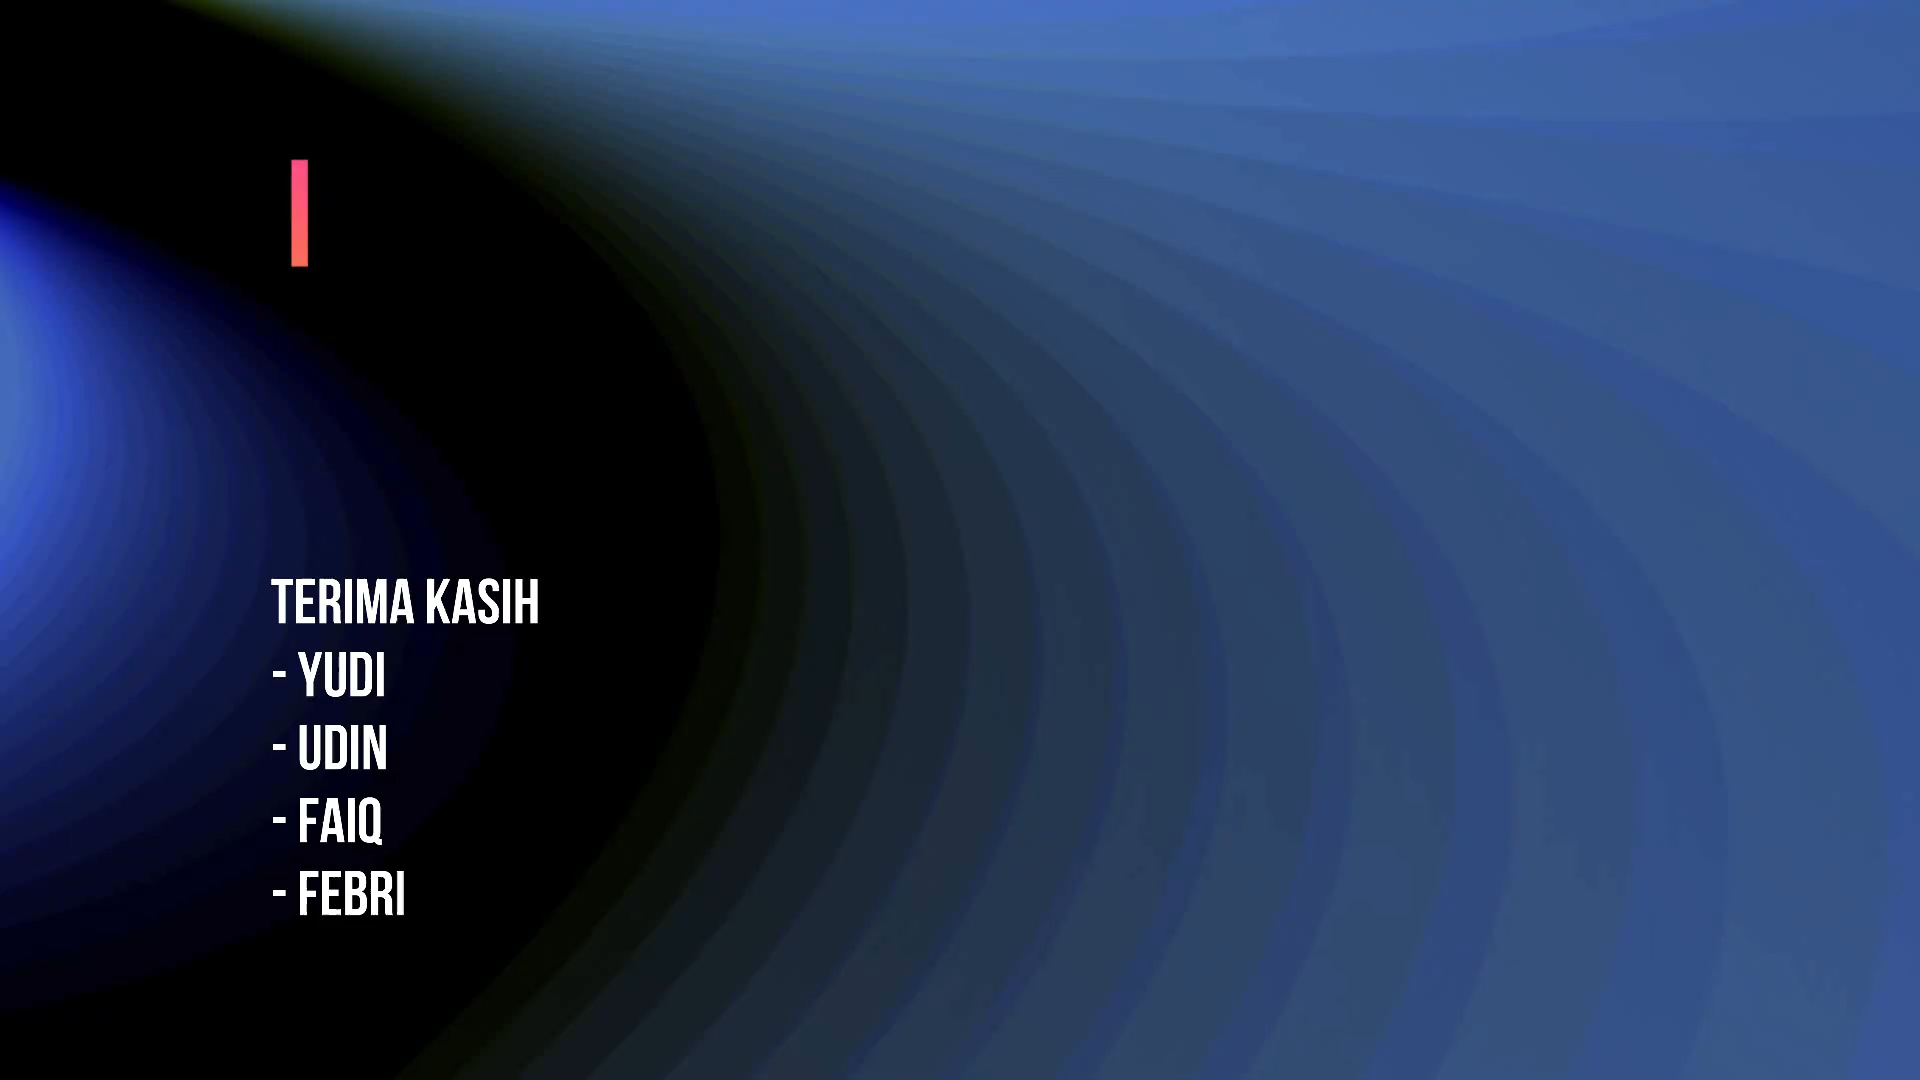 TERIMA KASIH
- YUDI
- UDIN
- FAIQ
- FEBRI